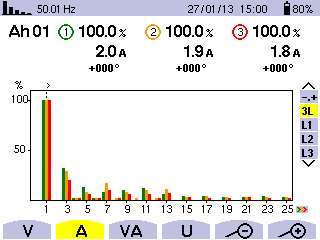 50.01 Hz 27/01/13 15:00 80%
Ah 01 1 100.0 % 2 100.0 % 3 100.0 %
2.0 A 1.9 A 1.8 A
+000° +000° +000°
% 100
50
-.+
3L
L1
L2
L3
1 3 5 7 9 11 13 15 17 19 21 23 25
V A VA U